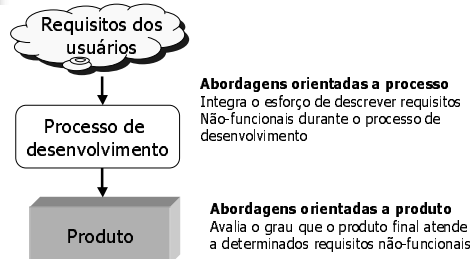 Requisitos dos
usuários
Abordagens orientadas a processo
Integra o esforço de descrever requisitos
Não-funcionais durante o processo de
desenvolvimento
Processo de
desenvolvimento
Abordagens orientadas a produto
Avalia o grau que o produto final atende
a determinados requisitos não-funcionais
Produto